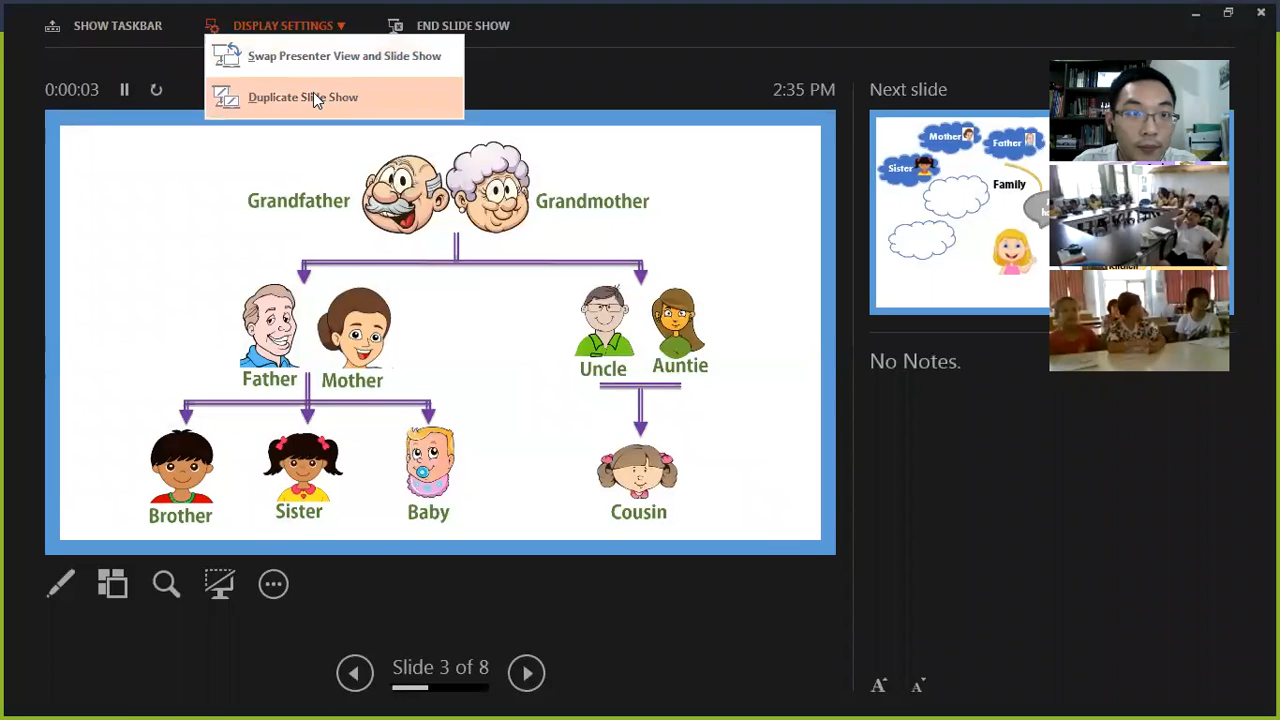 SHOW TASKBAR
DISPLAY SETTINGS ▼
END SLIDE SHOW
Swap Presenter View and Slide Show
Duplicate Slide Show
0:00:03
2:35 PM
Next slide
Grandfather
Grandmother
Father
Mother
Uncle
Auntie
Brother
Sister
Baby
Cousin
Mother
Father
Sister
Family
No Notes.
Slide 3 of 8
A
A